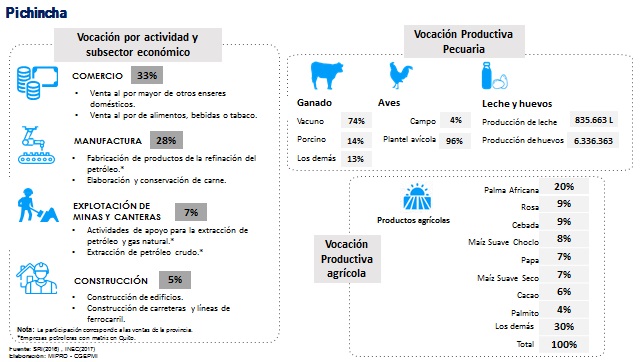 Pichincha
Vocación por actividad y
subsector económico
COMERCIO 33%
• Venta al por mayor de otros enseres
domésticos.
• Venta al por de alimentos, bebidas o tabaco.
MANUFACTURA 28%
• Fabricación de productos de la refinación del
petróleo.*
• Elaboración y conservación de carne.
EXPLOTACIÓN DE
MINAS Y CANTERAS 7%
• Actividades de apoyo para la extracción de
petróleo y gas natural.*
• Extracción de petróleo crudo.*
CONSTRUCCIÓN 5%
• Construcción de edificios.
• Construcción de carreteras y líneas de
ferrocarril.
Nota: La participación corresponde a las ventas de la provincia.
*Empresas petroleras con matriz en Quito.
Fuente: SRI(2016) , INEC(2017)
Elaboración: MIPRO - CGEPMI
Vocación Productiva
Pecuaria
Ganado
Vacuno 74%
Porcino 14%
Los demás 13%
Aves
Campo 4%
Plantel avícola 96%
Leche y huevos
Producción de leche 835.663 L
Producción de huevos 6.336.363
Vocación
Productiva
agrícola
Productos agrícolas
Palma Africana 20%
Rosa 9%
Cebada 9%
Maíz Suave Choclo 8%
Papa 7%
Maíz Suave Seco 7%
Cacao 6%
Palmito 4%
Los demás 30%
Total 100%